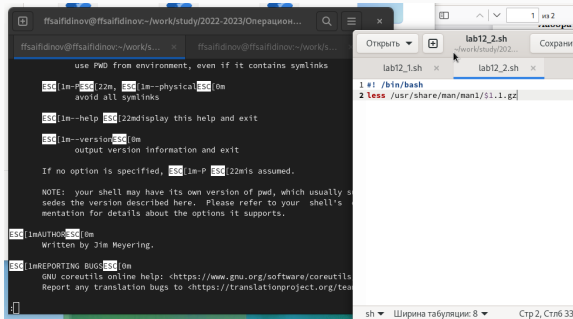 ffsaifidinov@ffsaifidinov:~/work/study/2022-2023/Операцион...
ffsaifidinov@ffsaifidinov:~/work/s... ×
ffsaifidinov@ffsaifidinov:~/work/s... ×
use PWD from environment, even if it contains symlinks
ESC[1m-PESC[22m, ESC[1m--physicalESC[0m
avoid all symlinks
ESC[1m--help ESC[22mdisplay this help and exit
ESC[1m--versionESC[0m
output version information and exit
If no option is specified, ESC[1m-P ESC[22mis assumed.
NOTE: your shell may have its own version of pwd, which usually s
sedes the version described here. Please refer to your shell's
mentation for details about the options it supports.
ESC[1mAUTHORESC[0m
Written by Jim Meyering.
ESC[1mREPORTING BUGSESC[0m
GNU coreutils online help: <https://www.gnu.org/software/coreutils
Report any translation bugs to <https://translationproject.org/tea
:
1 из 2
Открыть
lab12_2.sh
~/work/study/202...
Сохрани
lab12_1.sh ×
lab12_2.sh ×
1 #! /bin/bash
2 less /usr/share/man/man1/$1.1.gz
sh Ширина табуляции: 8 Стр 2, Стлб 33